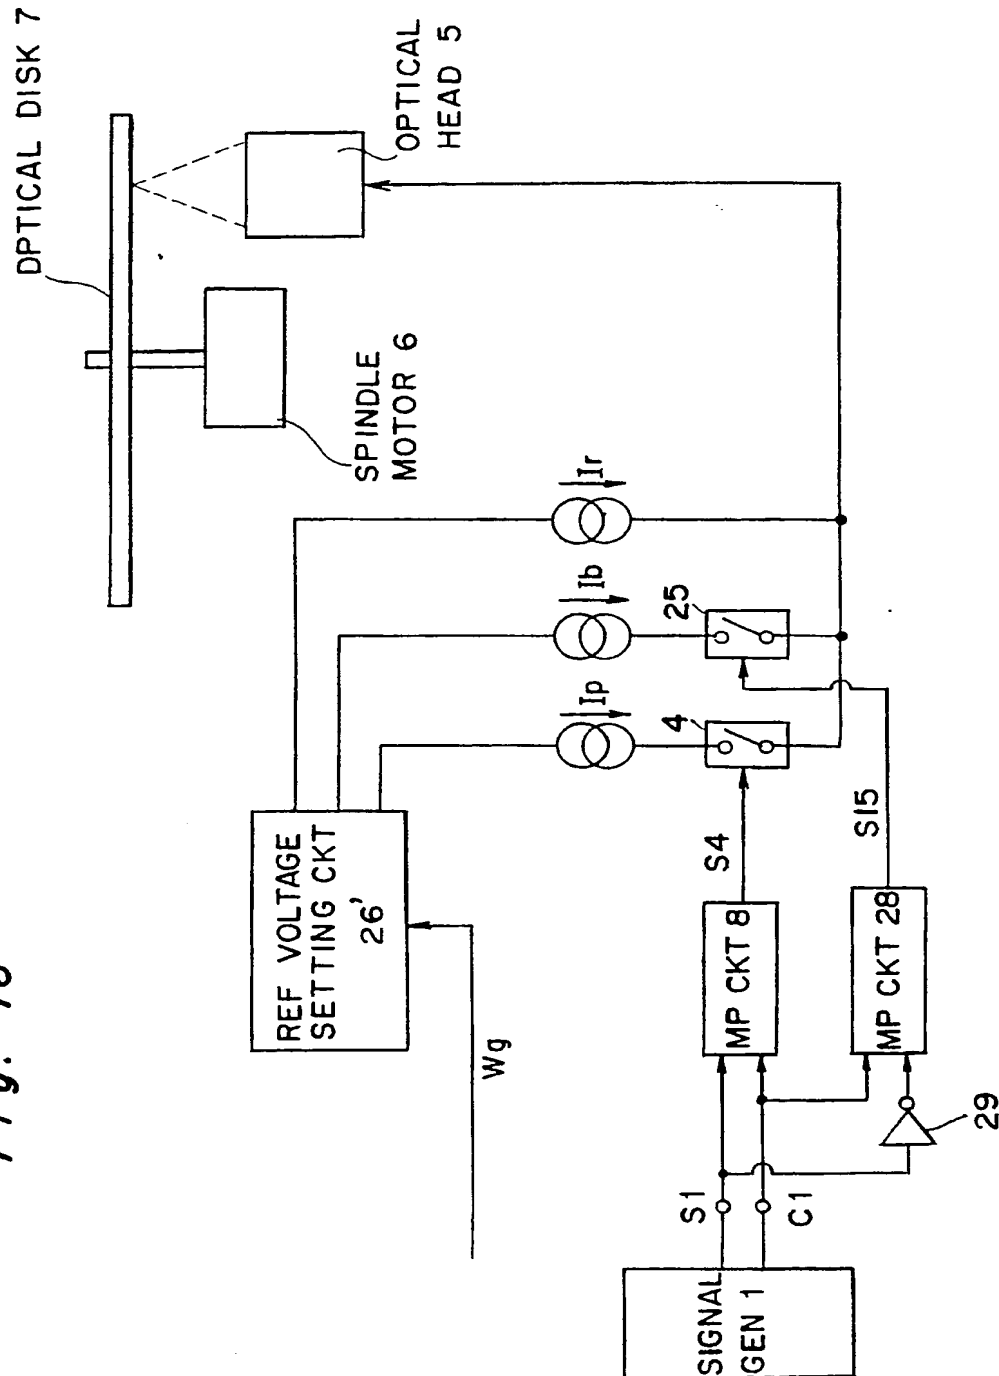 DPTICAL DISK 7
OPTICAL
HEAD 5
SPINDLE
MOTOR 6
Ir
Ib
Ip
25
4
REF VOLTAGE
SETTING CKT
26'
Wg
S4
S15
MP CKT 8
MP CKT 28
29
S1
C1
SIGNAL
GEN 1